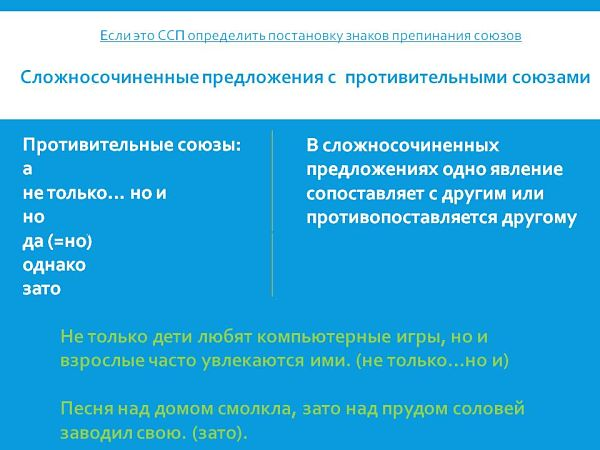 Если это ССП определить постановку знаков препинания союзов
Сложносочиненные предложения с противительными союзами
Противительные союзы:
а
не только... но и
но
да (=но)
однако
зато
В сложносочиненных
предложениях одно явление
сопоставляет с другим или
противопоставляется другому
Не только дети любят компьютерные игры, но и
взрослые часто увлекаются ими. (не только...но и)
Песня над домом смолкла, зато над прудом соловей
заводил свою. (зато).